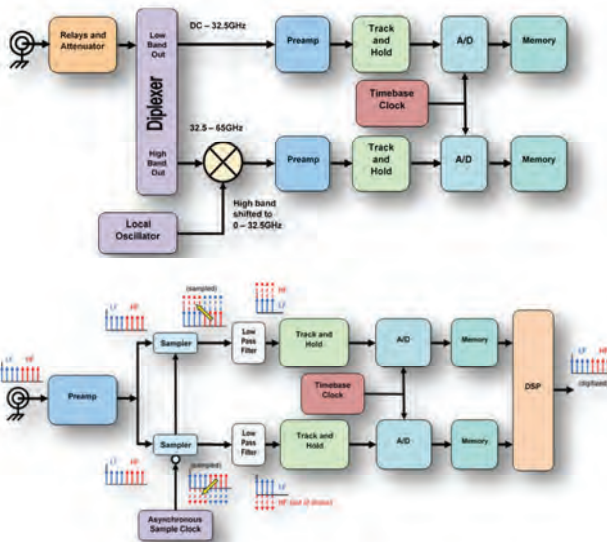 DC – 32.5GHz
Relays and
Attenuator
Low
Band
Out
Diplexer
High
Band
Out
Preamp
Track
and
Hold
A/D
Memory
Timebase
Clock
32.5 – 65GHz
Preamp
Track
and
Hold
A/D
Memory
High band
shifted to
0 – 32.5GHz
Local
Oscillator
(sampled)
HF
LF
LF
HF
Sampler
Low
Pass
Filter
Track and
Hold
A/D
Memory
LF
HF
Preamp
Timebase
Clock
DSP
LF
HF
Sampler
Low
Pass
Filter
Track and
Hold
A/D
Memory
LF
HF
(sampled)
LF
Asynchronous
Sample Clock